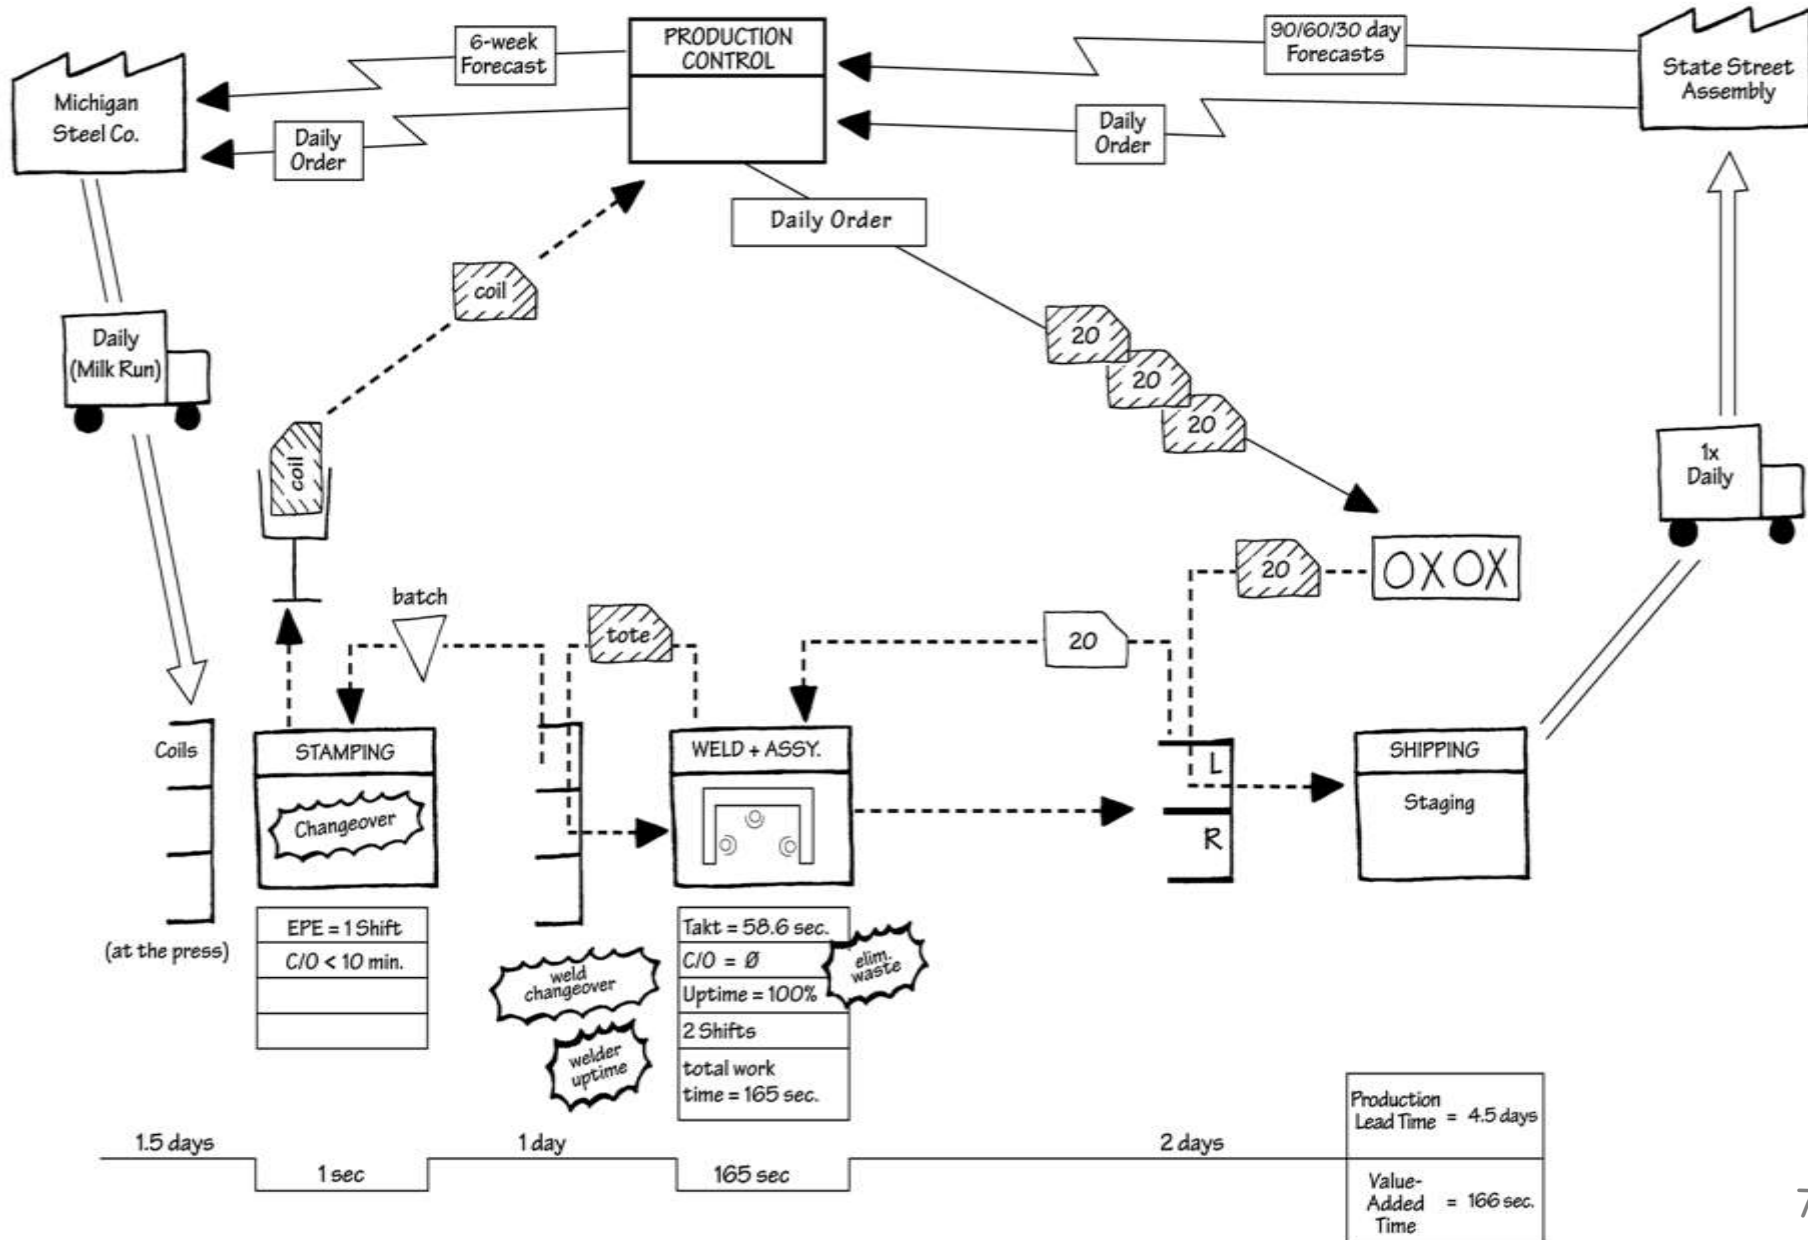 6-week
Forecast
PRODUCTION
CONTROL
90/60/30 day
Forecasts
State Street
Assembly
Michigan
Steel Co.
Daily
Order
Daily
Order
Daily Order
coil
Daily
(Milk Run)
20
20
20
coil
1x
Daily
20
OXOX
batch
tote
20
Coils
STAMPING
Changeover
WELD + ASSY.
L
R
SHIPPING
Staging
(at the press)
EPE = 1 Shift
C/O < 10 min.
weld
changeover
welder
uptime
Takt = 58.6 sec.
C/O = Ø
Uptime = 100%
2 Shifts
total work
time = 165 sec.
elim.
waste
1.5 days
1 sec
1 day
165 sec
2 days
Production
Lead Time = 4.5 days
Value-
Added = 166 sec.
Time
7